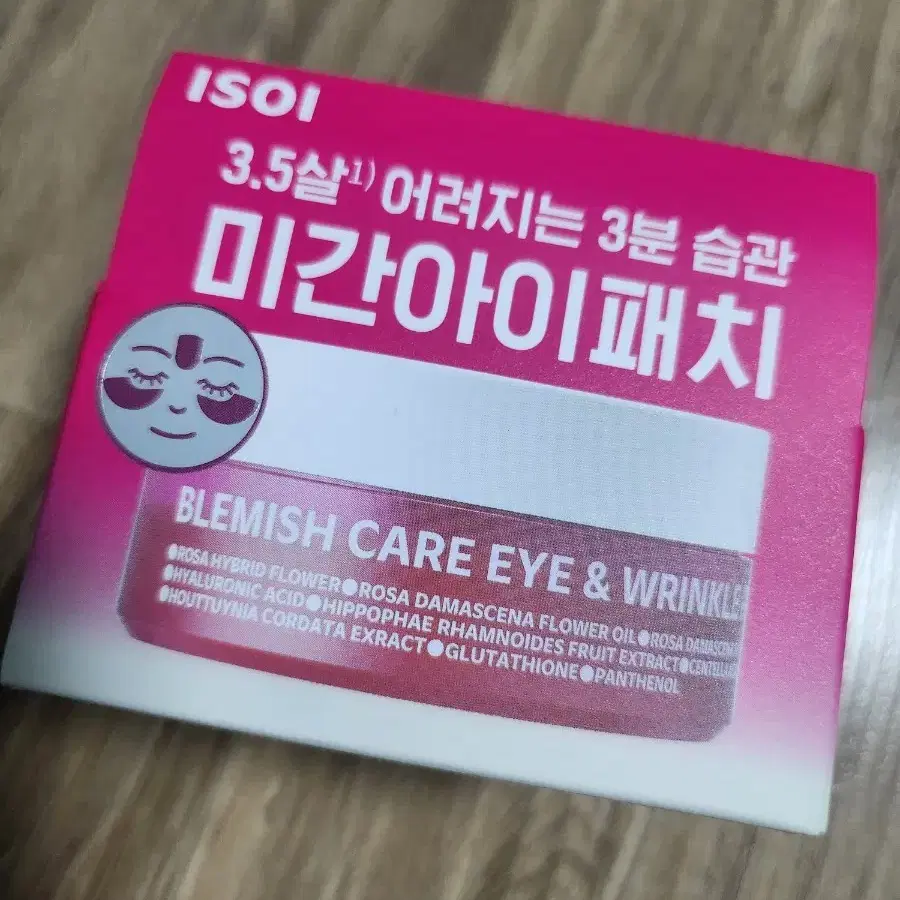 ISOI
3.5살1) 어려지는 3분 습관
미간아이패치
BLEMISH CARE EYE & WRINKLE
●ROSA HYBRID FLOWER●ROSA DAMASCENA FLOWER OIL●ROSA DAMASCEN
●HYALURONIC ACID●HIPPOPHAE RHAMNOIDES FRUIT EXTRACT●CENTELLA
●HOUTTUYNIA CORDATA EXRACT●GLUTATHIONE●PANTHENOL